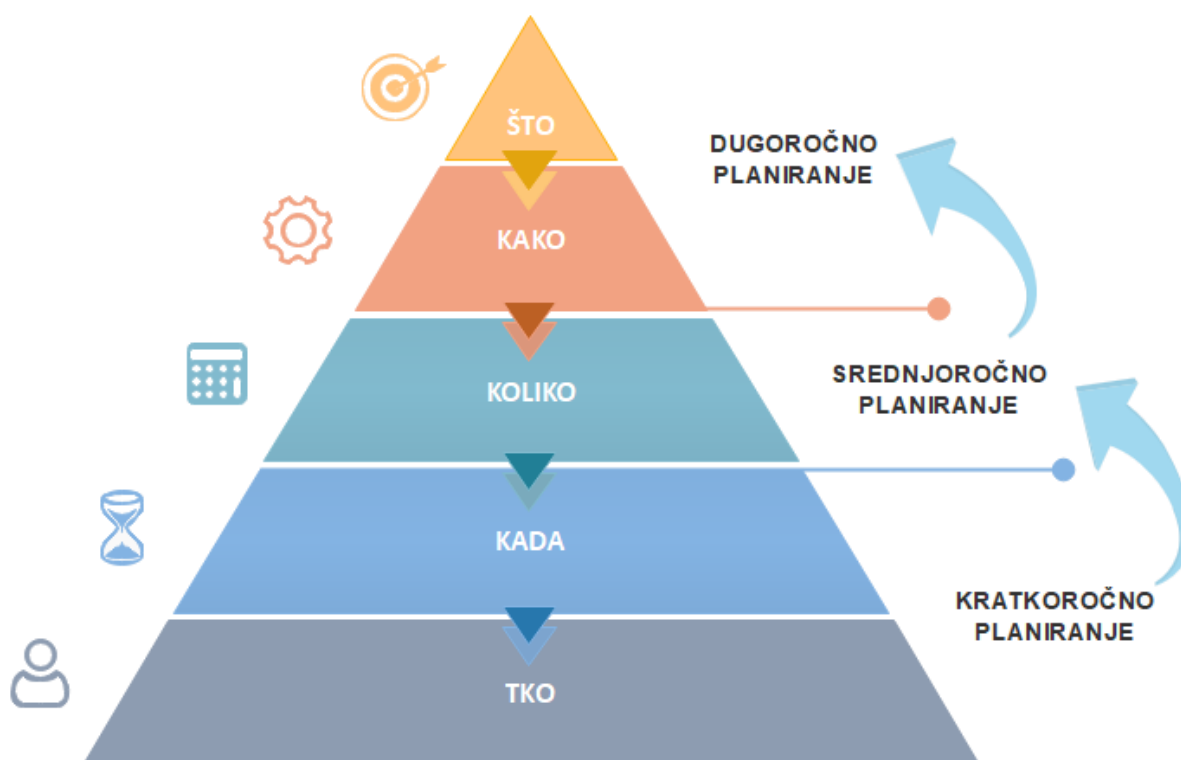 ŠTO
DUGOROČNO
PLANIRANJE
KAKO
SREDNJOROČNO
PLANIRANJE
KOLIKO
KADA
KRATKOROČNO
PLANIRANJE
TKO